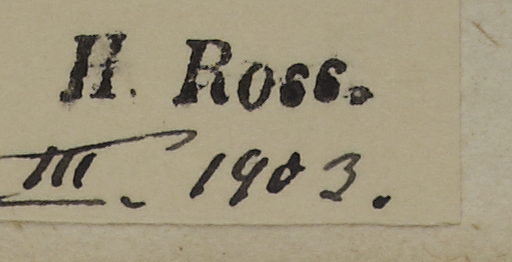 H. Ross.
III. 1903.